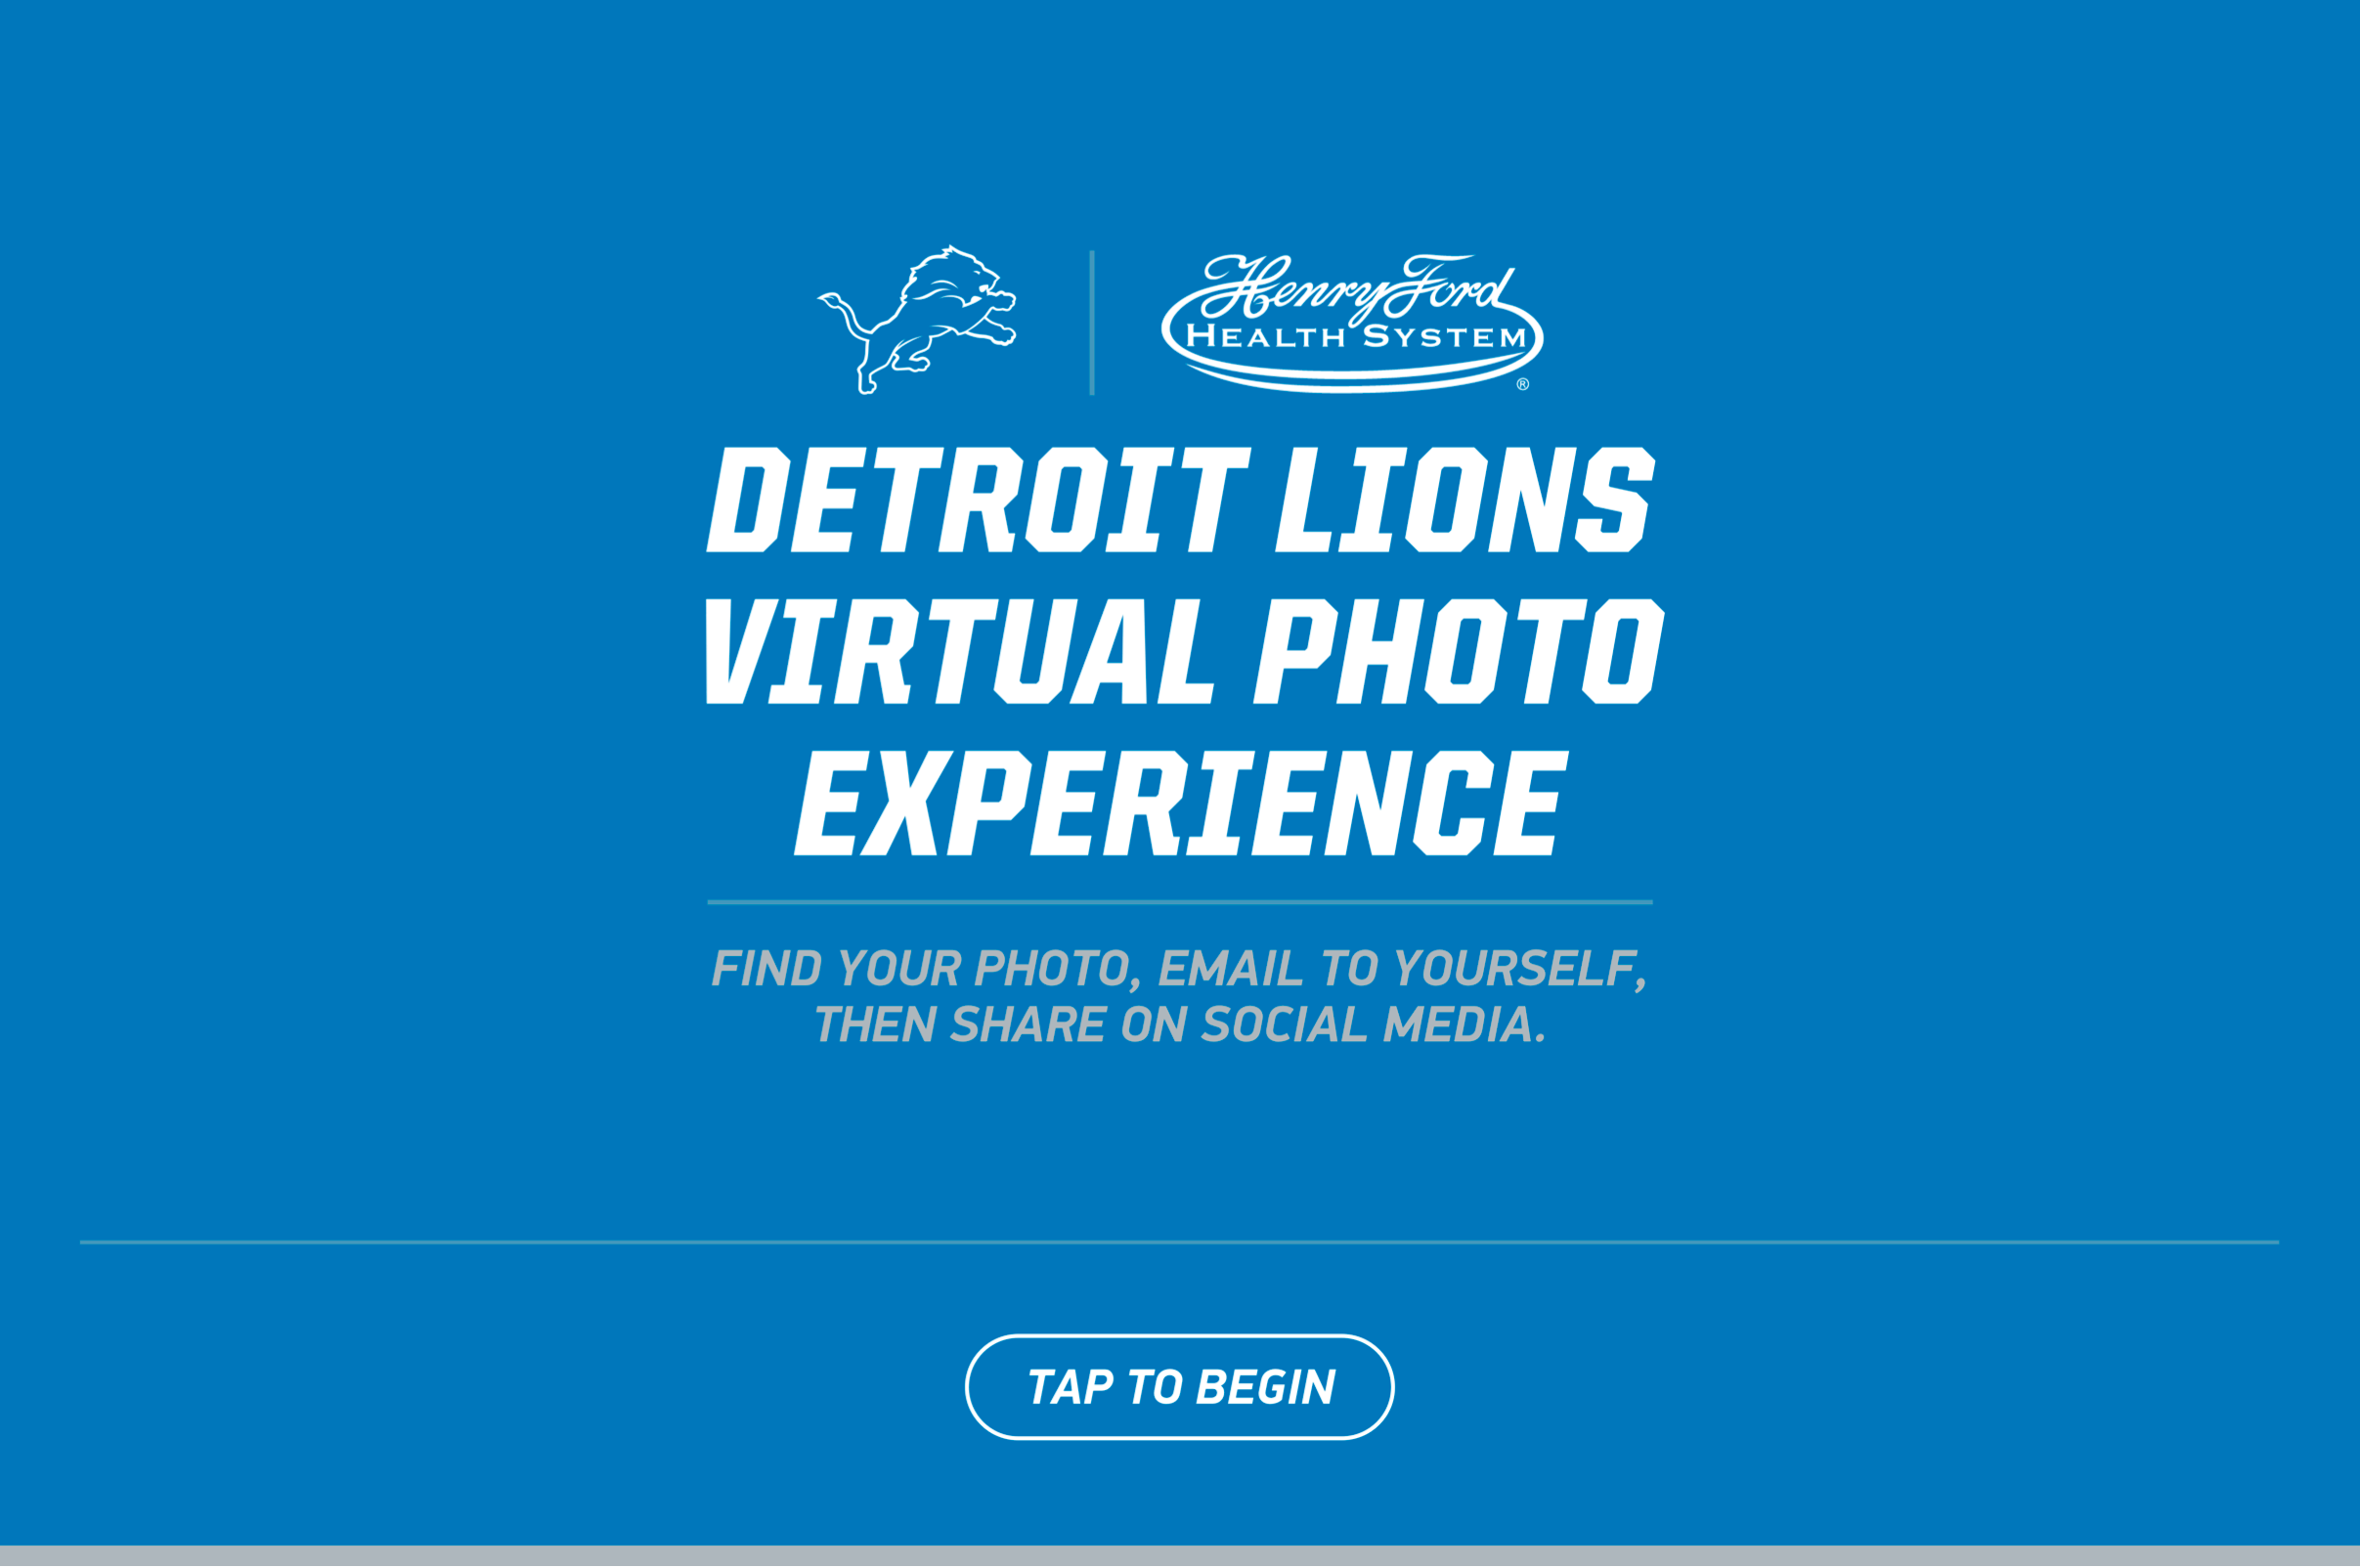 Henry Ford
HEALTH SYSTEM
®
DETROIT LIONS
VIRTUAL PHOTO
EXPERIENCE
FIND YOUR PHOTO, EMAIL TO YOURSELF,
THEN SHARE ON SOCIAL MEDIA.
TAP TO BEGIN